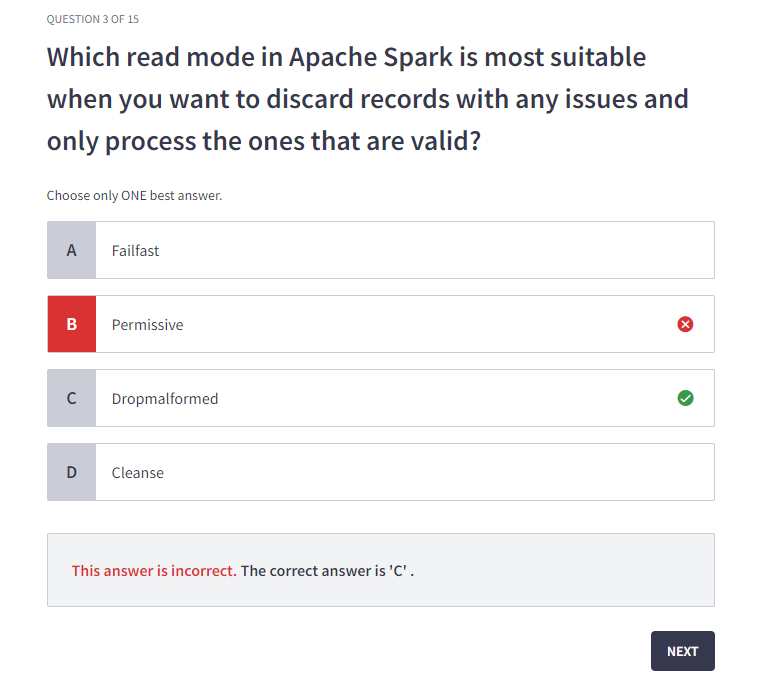 QUESTION 3 OF 15
Which read mode in Apache Spark is most suitable
when you want to discard records with any issues and
only process the ones that are valid?
Choose only ONE best answer.
A Failfast
B Permissive
C Dropmalformed
D Cleanse
This answer is incorrect. The correct answer is 'C' .
NEXT